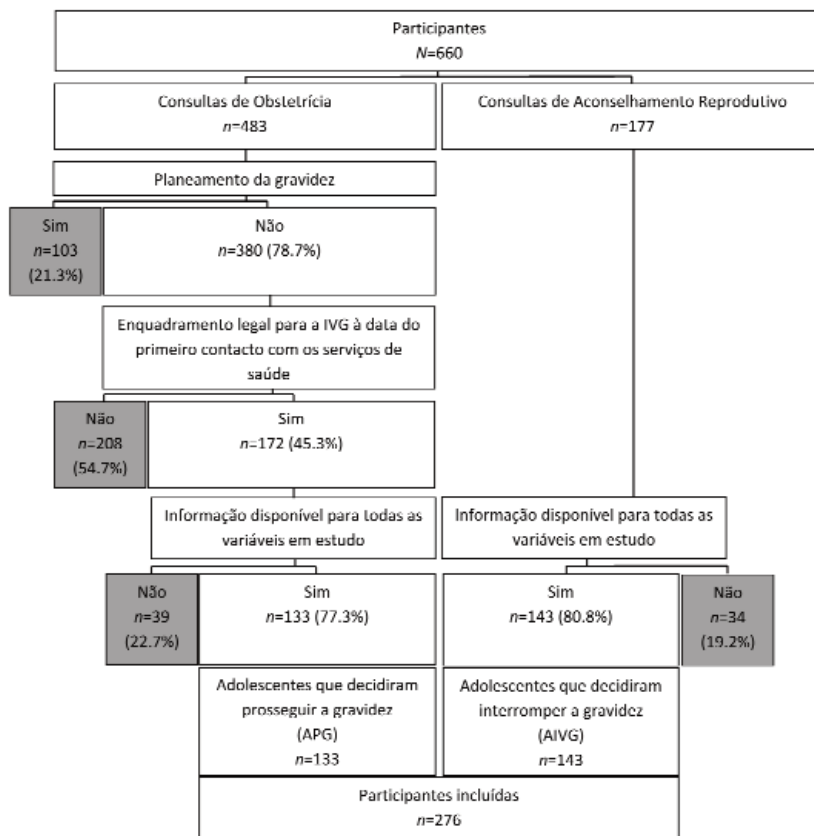 Participantes
N=660
Consultas de Obstetrícia
n=483
Consultas de Aconselhamento Reprodutivo
n=177
Planeamento da gravidez
Sim
n=103
(21.3%)
Não
n=380 (78.7%)
Enquadramento legal para a IVG à data do
primeiro contacto com os serviços de
saúde
Não
n=208
(54.7%)
Sim
n=172 (45.3%)
Informação disponível para todas as
variáveis em estudo
Informação disponível para todas as
variáveis em estudo
Não
n=39
(22.7%)
Sim
n=133 (77.3%)
Sim
n=143 (80.8%)
Não
n=34
(19.2%)
Adolescentes que decidiram
prosseguir a gravidez
(APG)
n=133
Adolescentes que decidiram
interromper a gravidez
(AIVG)
n=143
Participantes incluídas
n=276